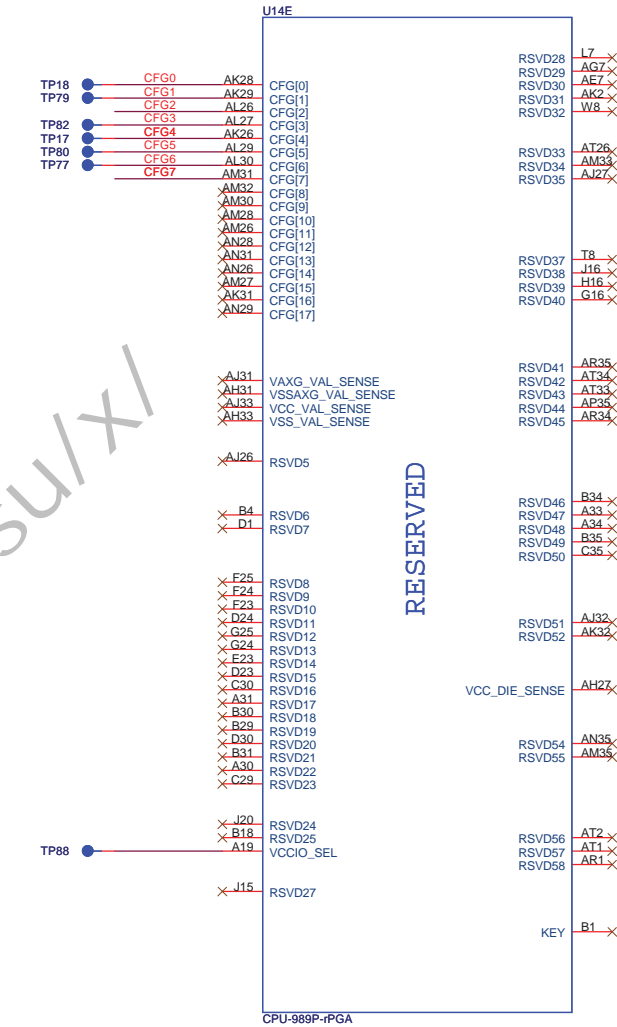 U14E
TP18 CFG0 AK28 CFG[0]
TP79 CFG1 AK29 CFG[1]
CFG2 AL26 CFG[2]
TP82 CFG3 AL27 CFG[3]
TP17 CFG4 AK26 CFG[4]
TP80 CFG5 AL29 CFG[5]
TP77 CFG6 AL30 CFG[6]
CFG7 AM31 CFG[7]
AM32 CFG[8]
AM30 CFG[9]
AM28 CFG[10]
AM26 CFG[11]
AN28 CFG[12]
AN31 CFG[13]
AN26 CFG[14]
AM27 CFG[15]
AK31 CFG[16]
AN29 CFG[17]
AJ31 VAXG_VAL_SENSE
AH31 VSSAXG_VAL_SENSE
AJ33 VCC_VAL_SENSE
AH33 VSS_VAL_SENSE
AJ26 RSVD5
B4 RSVD6
D1 RSVD7
F25 RSVD8
F24 RSVD9
F23 RSVD10
D24 RSVD11
G25 RSVD12
G24 RSVD13
E23 RSVD14
D23 RSVD15
C30 RSVD16
A31 RSVD17
B30 RSVD18
B29 RSVD19
D30 RSVD20
B31 RSVD21
A30 RSVD22
C29 RSVD23
J20 RSVD24
B18 RSVD25
TP88 A19 VCCIO_SEL
J15 RSVD27
RESERVED
RSVD28 L7
RSVD29 AG7
RSVD30 AE7
RSVD31 AK2
RSVD32 W8
RSVD33 AT26
RSVD34 AM33
RSVD35 AJ27
RSVD37 T8
RSVD38 J16
RSVD39 H16
RSVD40 G16
RSVD41 AR35
RSVD42 AT34
RSVD43 AT33
RSVD44 AP35
RSVD45 AR34
RSVD46 B34
RSVD47 A33
RSVD48 A34
RSVD49 B35
RSVD50 C35
RSVD51 AJ32
RSVD52 AK32
VCC_DIE_SENSE AH27
RSVD54 AN35
RSVD55 AM35
RSVD56 AT2
RSVD57 AT1
RSVD58 AR1
KEY B1
CPU-989P-rPGA
su/x/